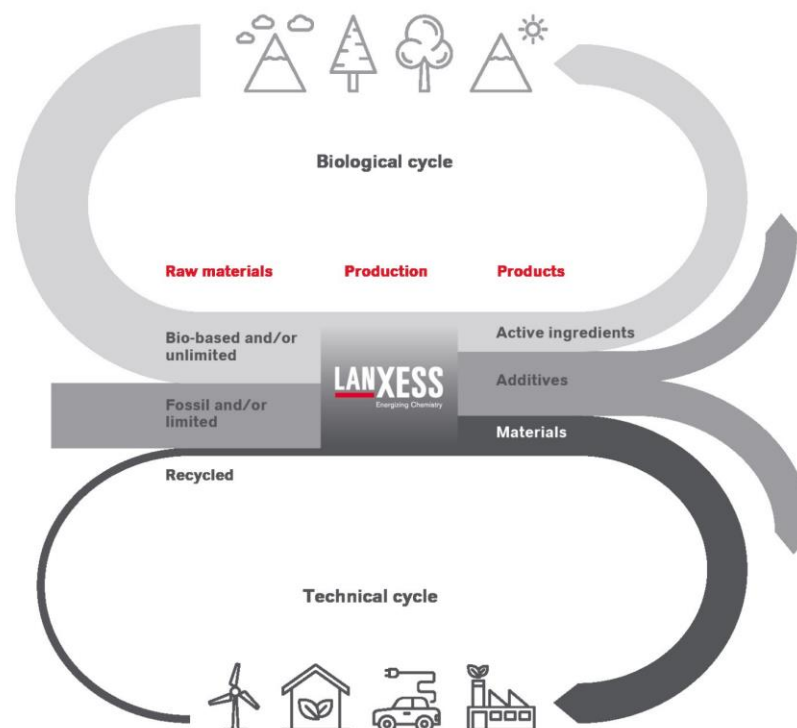 Biological cycle
Raw materials
Production
Products
Bio-based and/or
unlimited
Active ingredients
LANXESS
Energizing Chemistry
Additives
Fossil and/or
limited
Materials
Recycled
Technical cycle